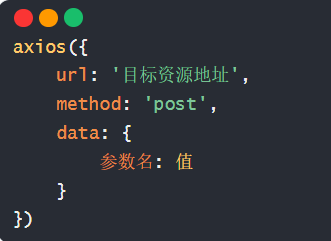 axios({
    url: '目标资源地址',
    method: 'post',
    data: {
        参数名: 值
    }
})